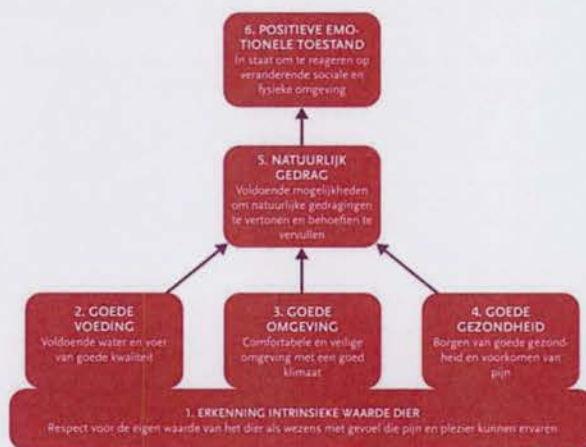 6. POSITIEVE EMO-
TIONELE TOESTAND
In staat om te reageren op
veranderende sociale en
fysieke omgeving
5. NATUURLIJK
GEDRAG
Voldoende mogelijkheden
om natuurlijke gedragingen
te vertonen en behoeften te
vervullen
2. GOEDE
VOEDING
Voldoende water en voer
van goede kwaliteit
3. GOEDE
OMGEVING
Comfortabele en veilige
omgeving met een goed
klimaat
4. GOEDE
GEZONDHEID
Borgen van goede gezond-
heid en voorkomen van
pijn
1. ERKENNING INTRINSIEKE WAARDE DIER
Respect voor de eigen waarde van het dier als wezens met gevoel die pijn en plezier kunnen ervaren